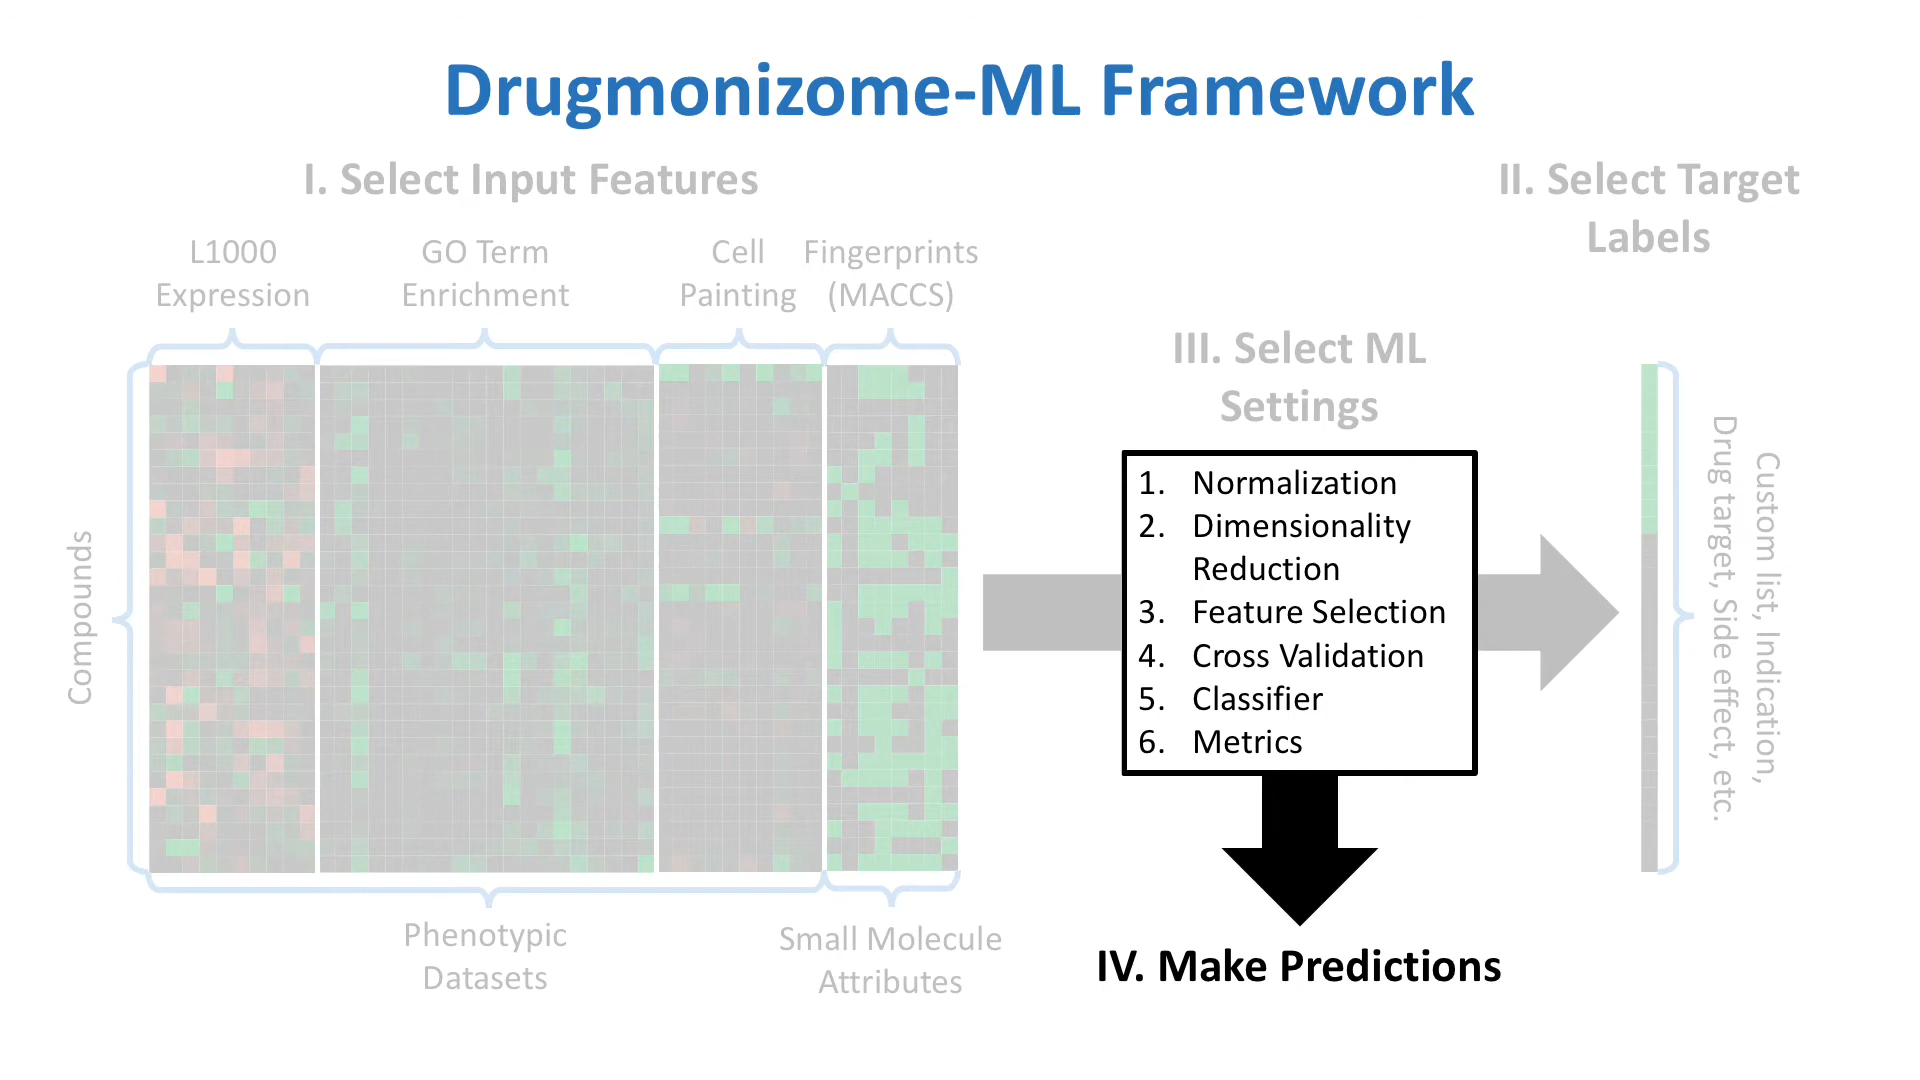 Drugmonizome-ML Framework
I. Select Input Features
II. Select Target
Labels
L1000
Expression
GO Term
Enrichment
Cell
Painting
Fingerprints
(MACCS)
III. Select ML
Settings
Compounds
1. Normalization
2. Dimensionality
Reduction
3. Feature Selection
4. Cross Validation
5. Classifier
6. Metrics
Custom list, Indication,
Drug target, Side effect, etc.
Phenotypic
Datasets
Small Molecule
Attributes
IV. Make Predictions